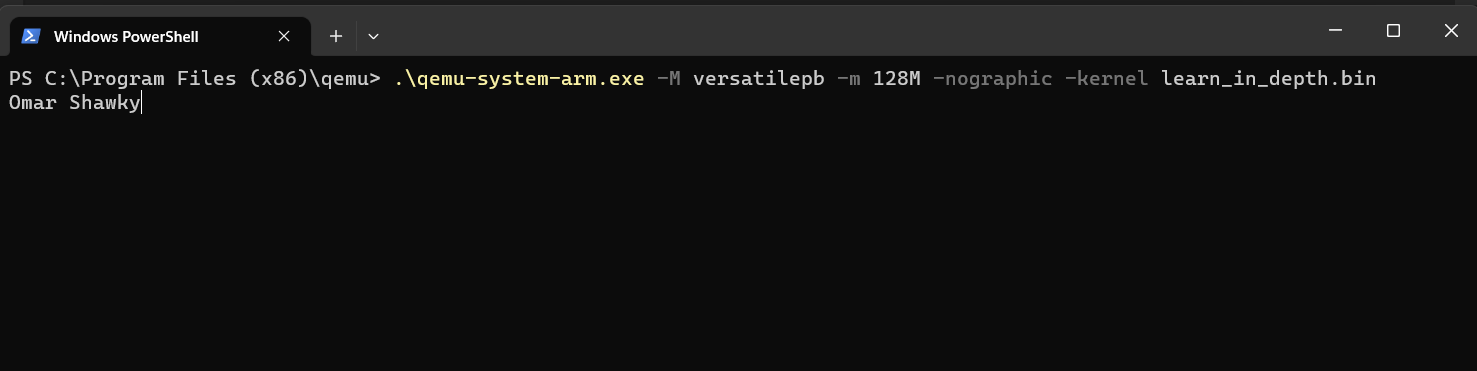 Windows PowerShell
PS C:\Program Files (x86)\qemu> .\qemu-system-arm.exe -M versatilepb -m 128M -nographic -kernel learn_in_depth.bin
Omar Shawky